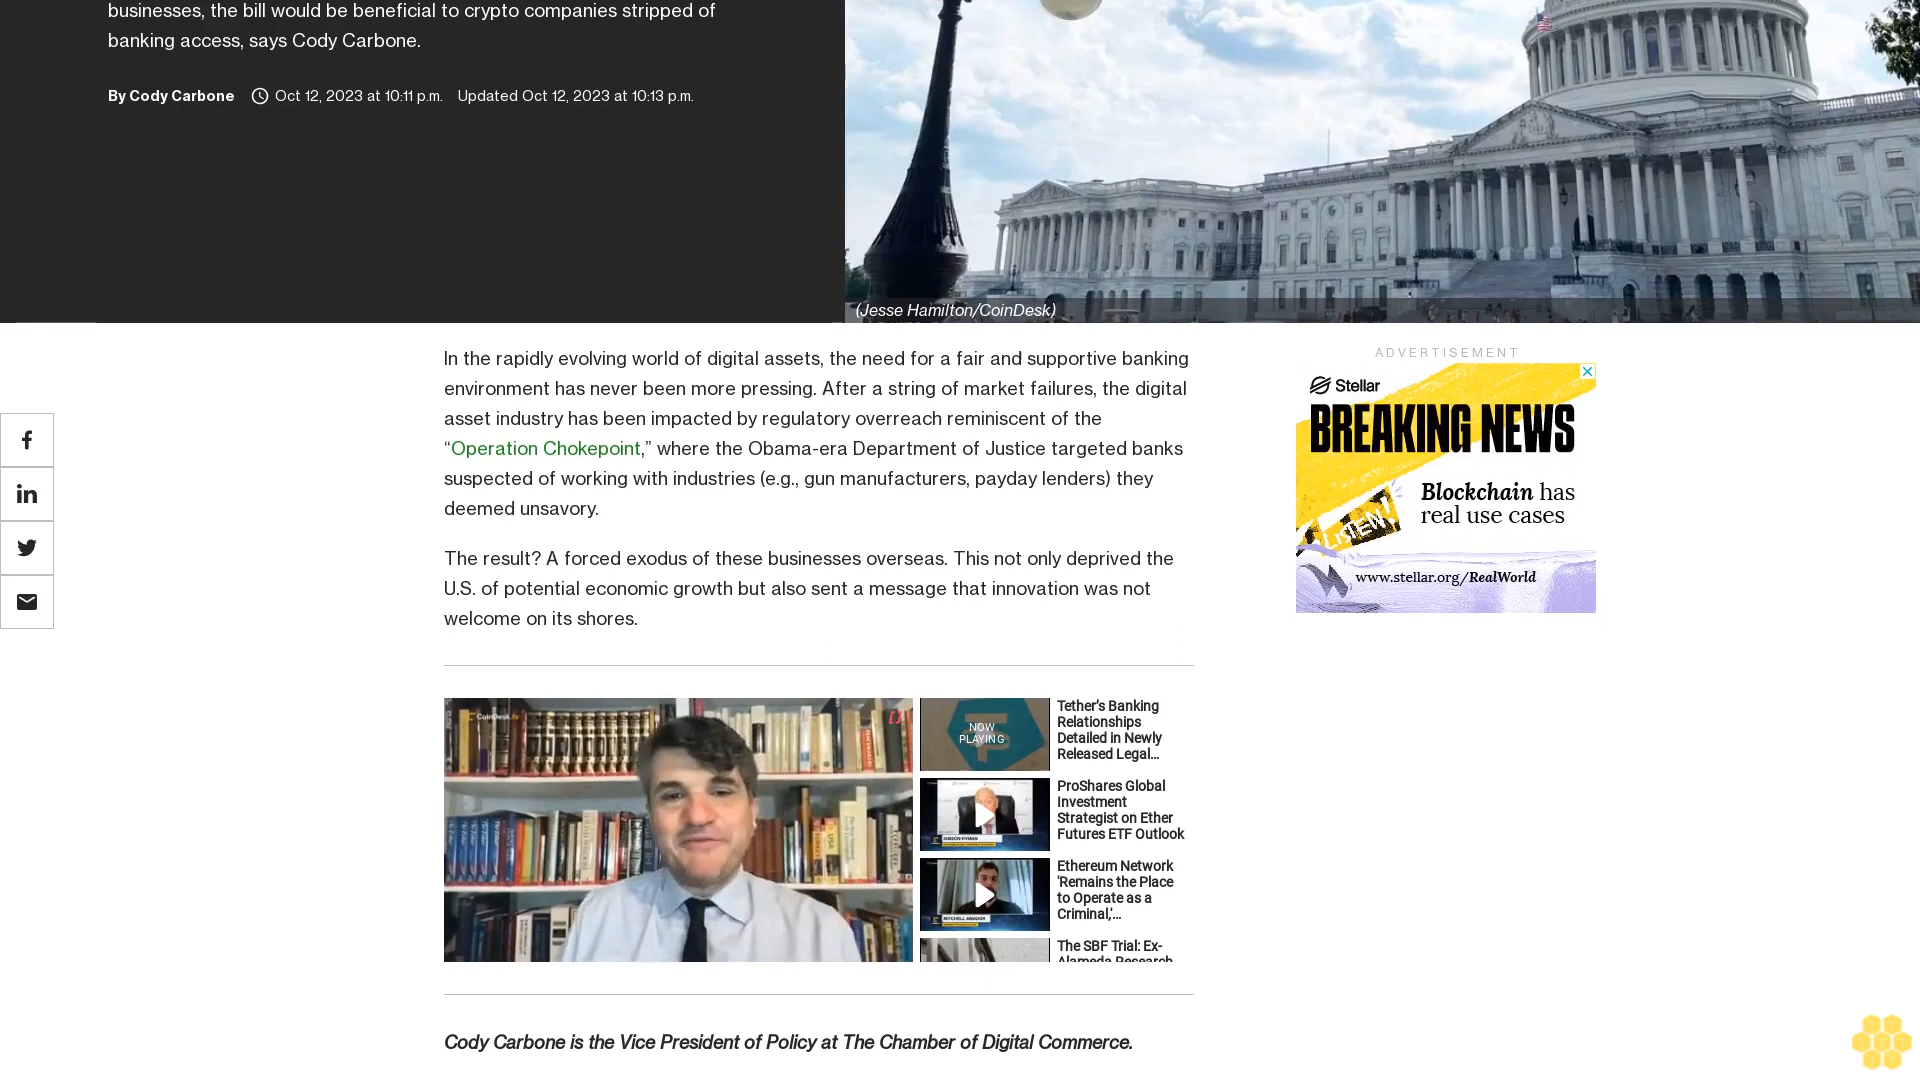 businesses, the bill would be beneficial to crypto companies stripped of
banking access, says Cody Carbone.
By Cody Carbone Oct 12, 2023 at 10:11 p.m. Updated Oct 12, 2023 at 10:13 p.m.
(Jesse Hamilton/CoinDesk)
In the rapidly evolving world of digital assets, the need for a fair and supportive banking
environment has never been more pressing. After a string of market failures, the digital
asset industry has been impacted by regulatory overreach reminiscent of the
“Operation Chokepoint,” where the Obama-era Department of Justice targeted banks
suspected of working with industries (e.g., gun manufacturers, payday lenders) they
deemed unsavory.
The result? A forced exodus of these businesses overseas. This not only deprived the
U.S. of potential economic growth but also sent a message that innovation was not
welcome on its shores.
ADVERTISEMENT
Stellar
BREAKING NEWS
Blockchain has
real use cases
LISTEN!
www.stellar.org/RealWorld
CoinDesk.tv
NOW
PLAYING
Tether's Banking
Relationships
Detailed in Newly
Released Legal...
ProShares Global
Investment
Strategist on Ether
Futures ETF Outlook
SIMEON HYMAN
Ethereum Network
'Remains the Place
to Operate as a
Criminal,'...
MITCHELL AMADOR
The SBF Trial: Ex-
Alameda Research
Cody Carbone is the Vice President of Policy at The Chamber of Digital Commerce.